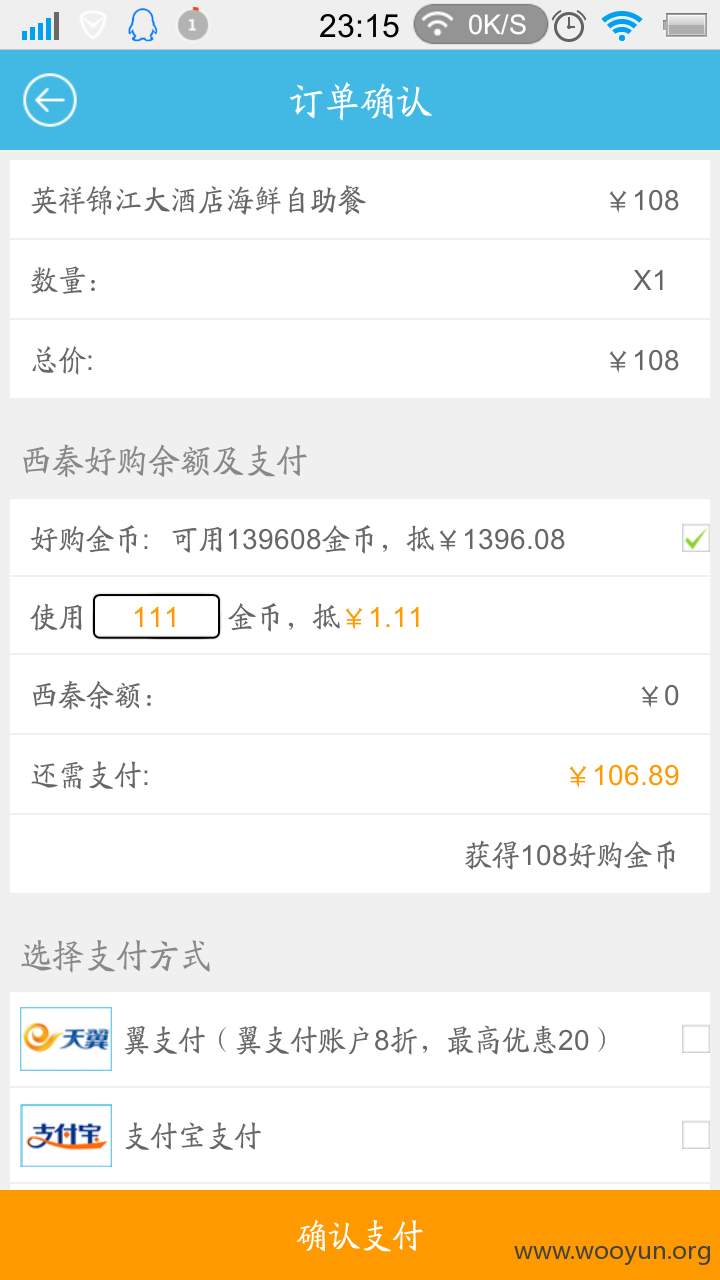 1 23:15 0K/S
订单确认
英祥锦江大酒店海鲜自助餐 ￥108
数量： X1
总价: ￥108
西秦好购余额及支付
好购金币: 可用139608金币，抵￥1396.08
使用 111 金币，抵￥1.11
西秦余额： ￥0
还需支付: ￥106.89
获得108好购金币
选择支付方式
天翼 翼支付（翼支付账户8折，最高优惠20）
支付宝 支付宝支付
确认支付
www.wooyun.org